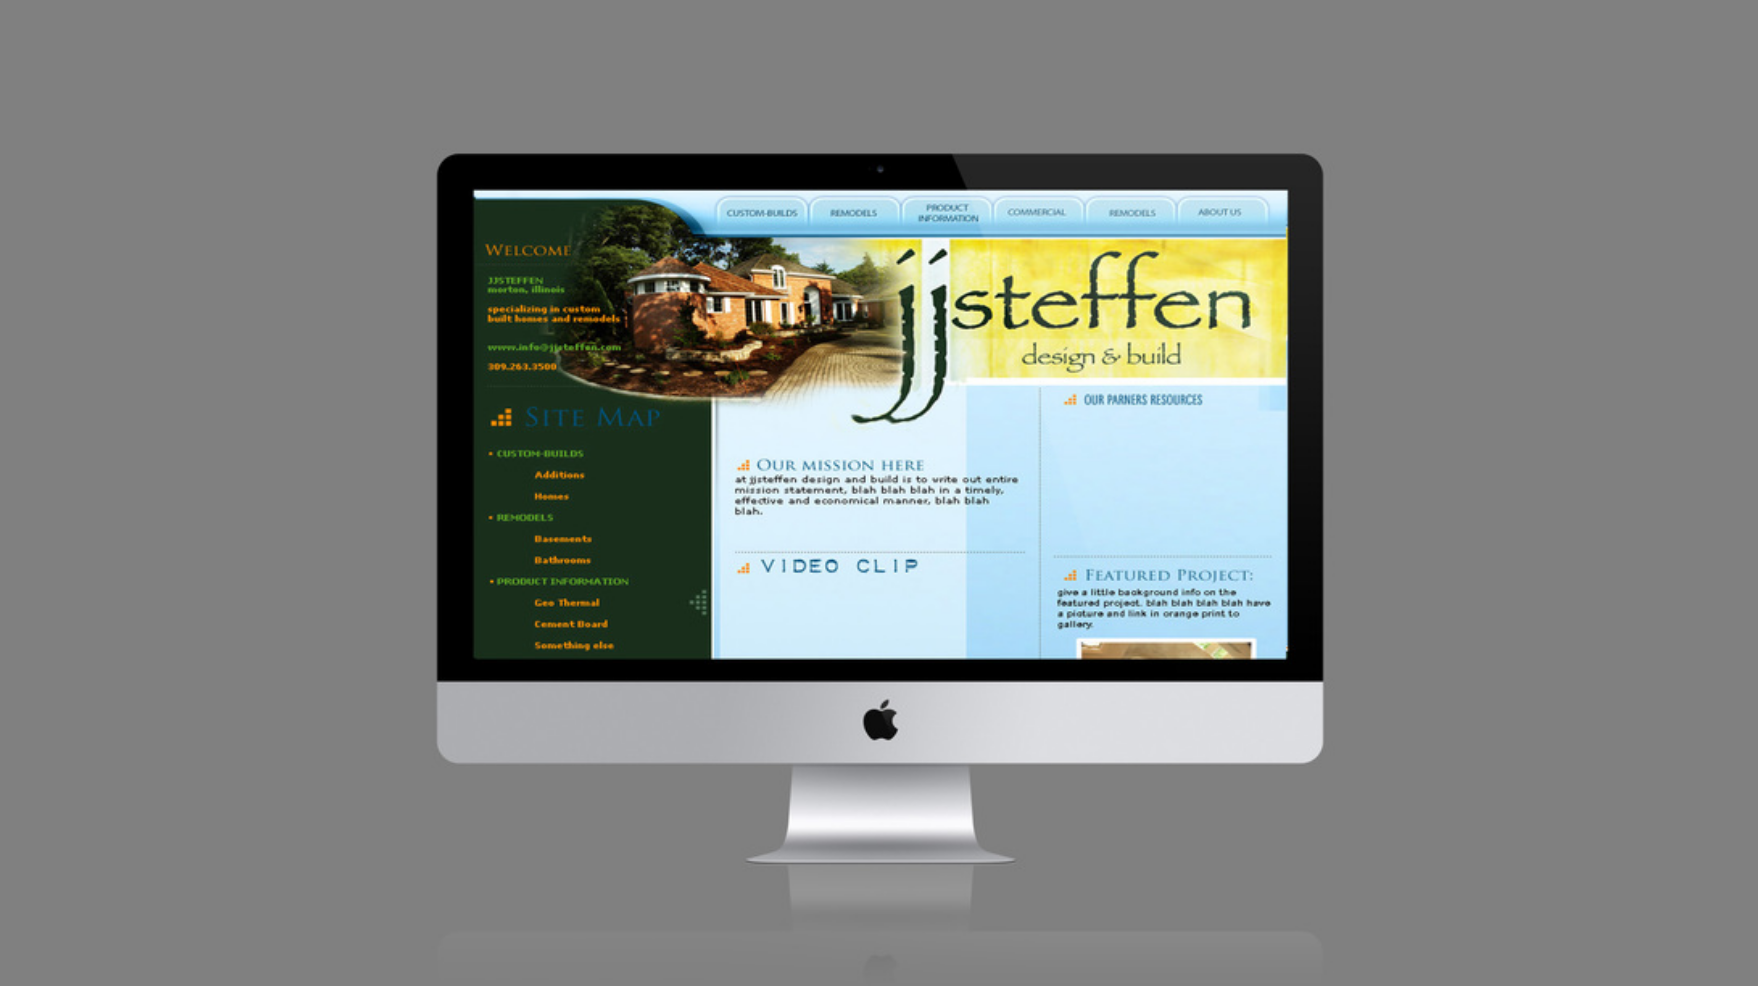 CUSTOM-BUILDS
REMODELS
PRODUCT
INFORMATION
COMMERCIAL
REMODELS
ABOUT US
WELCOME
JJSTEFFEN
morton, illinois
specializing in custom
built homes and remodels
www.info@jjsteffen.com
309.263.3500
jjsteffen
design & build
SITE MAP
• CUSTOM-BUILDS
Additions
Homes
• REMODELS
Basements
Bathrooms
• PRODUCT INFORMATION
Geo Thermal
Cement Board
Something else
OUR MISSION HERE
at jjsteffen design and build is to write out entire
mission statement, blah blah blah in a timely,
effective and economical manner, blah blah
blah.
VIDEO CLIP
OUR PARNERS RESOURCES
FEATURED PROJECT:
give a little background info on the
featured project. blah blah blah blah have
a picture and link in orange print to
gallery.